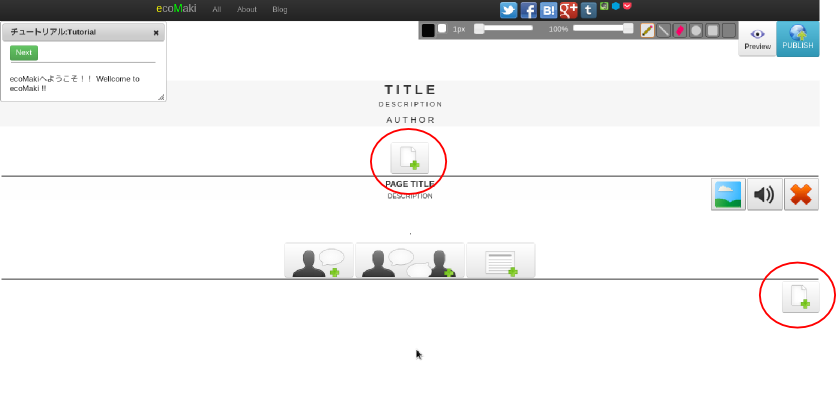 ecoMaki All About Blog
チュートリアル:Tutorial
Next
ecoMakiへようこそ！！ Wellcome to
ecoMaki !!
1px 100%
Preview
PUBLISH
TITLE
DESCRIPTION
AUTHOR
PAGE TITLE
DESCRIPTION
.